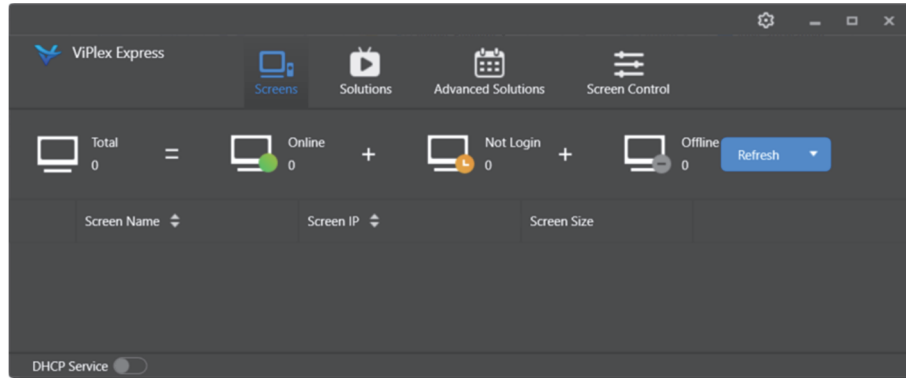 ViPlex Express
Screens
Solutions
Advanced Solutions
Screen Control
Total
0
=
Online
0
+
Not Login
0
+
Offline
0
Refresh
Screen Name
Screen IP
Screen Size
DHCP Service